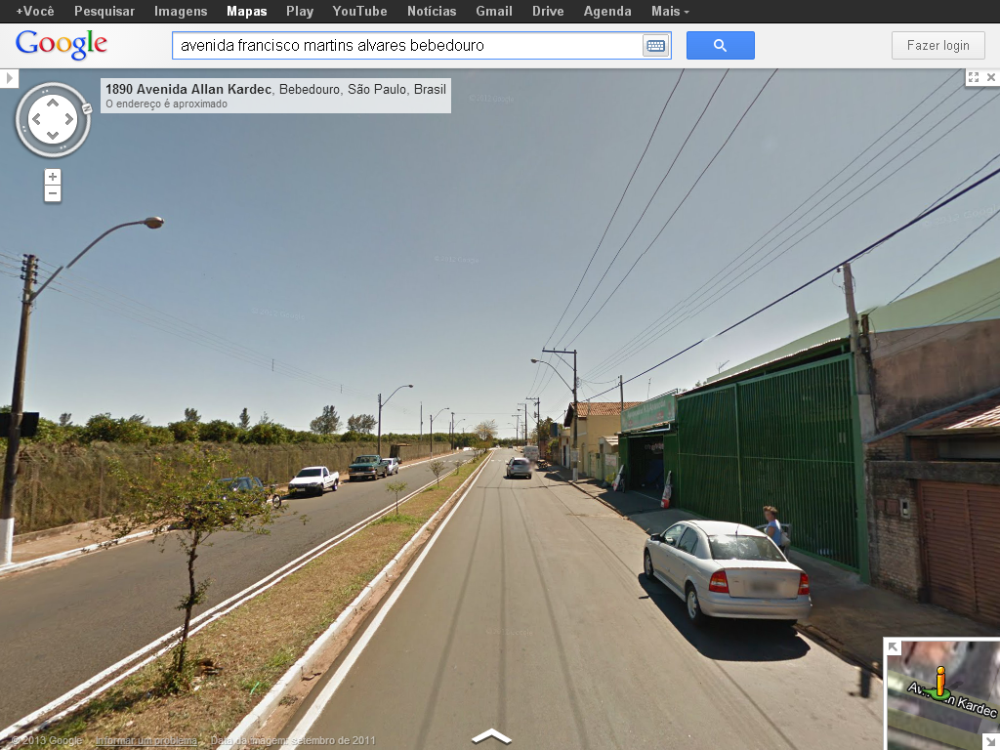 +Você Pesquisar Imagens Mapas Play YouTube Notícias Gmail Drive Agenda Mais
Google avenida francisco martins alvares bebedouro Fazer login
1890 Avenida Allan Kardec, Bebedouro, São Paulo, Brasil
O endereço é aproximado
N
Kardec
© 2013 Google Informar um problema Data da imagem: setembro de 2011